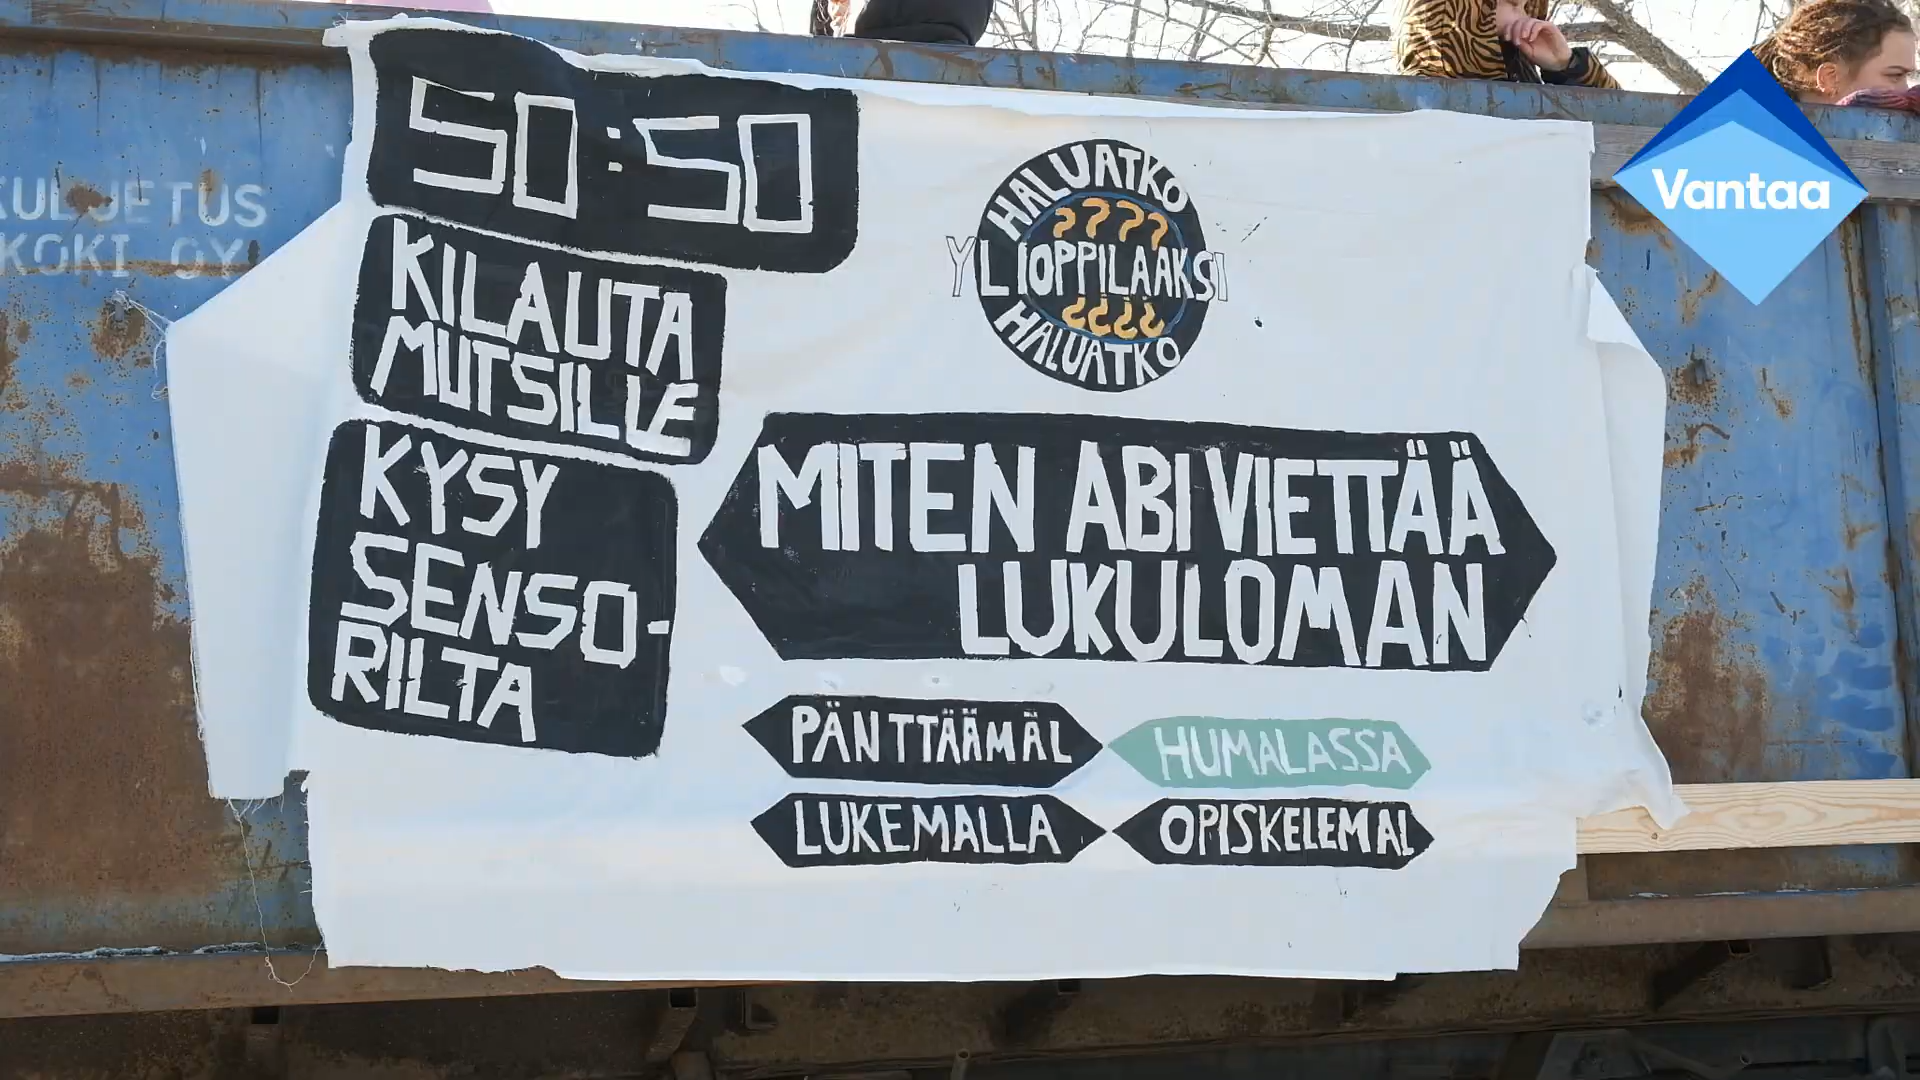 50:50
KILAUTA
MUTSILLE
KYSY
SENSO-
RILTA
HALUATKO
????
YLIOPPILAAKSI
¿¿¿¿
HALUATKO
MITEN ABI VIETTÄÄ
LUKULOMAN
PÄNTTÄÄMÄL
HUMALASSA
LUKEMALLA
OPISKELEMAL
KULJETUS
KOKI OY
Vantaa